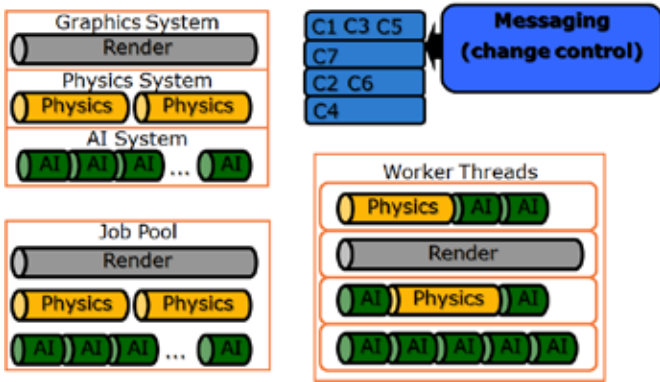 Graphics System
Render
Physics System
Physics Physics
AI System
AI AI AI ... AI
C1 C3 C5
C7
C2 C6
C4
Messaging
(change control)
Job Pool
Render
Physics Physics
AI AI AI ... AI
Worker Threads
Physics AI AI
Render
AI Physics AI
AI AI AI AI AI